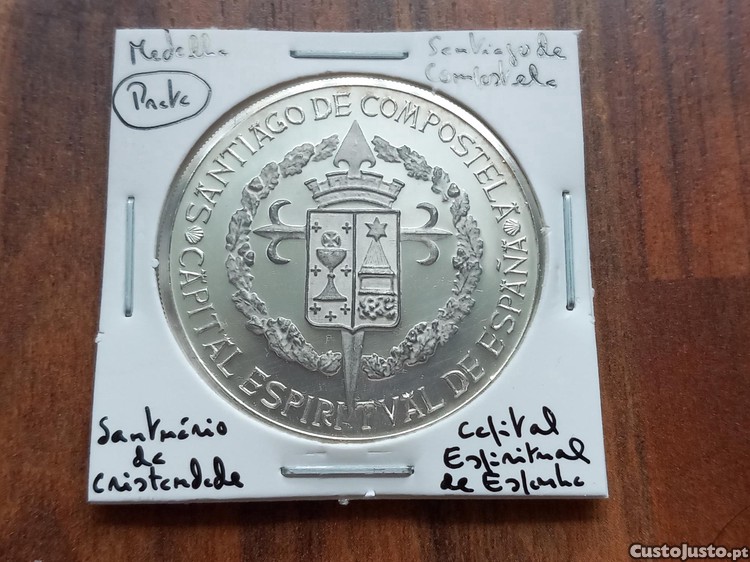 Medalha
Prata
Santiago de
Compostela
SANTIAGO DE COMPOSTELA
CAPITAL ESPIRITVAL DE ESPAÑA
Santuário
da
Cristandade
Capital
Espiritual
de Espanha
CustoJusto.pt